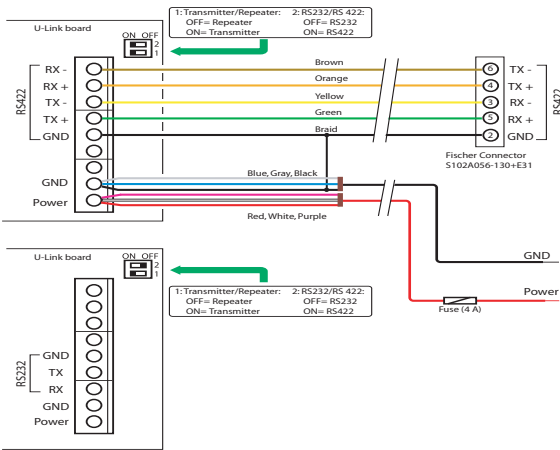 U-Link board
ON OFF
2
1
1: Transmitter/Repeater: 2: RS232/RS 422:
OFF= Repeater OFF= RS232
ON= Transmitter ON= RS422
RS422
RX -
RX +
TX -
TX +
GND
GND
Power
Brown
Orange
Yellow
Green
Braid
Blue, Gray, Black
Red, White, Purple
6 TX -
4 TX +
3 RX -
5 RX +
2 GND
RS422
Fischer Connector
S102A056-130+E31
GND
Power
Fuse (4 A)
U-Link board
ON OFF
2
1
1: Transmitter/Repeater: 2: RS232/RS 422:
OFF= Repeater OFF= RS232
ON= Transmitter ON= RS422
RS232
GND
TX
RX
GND
Power